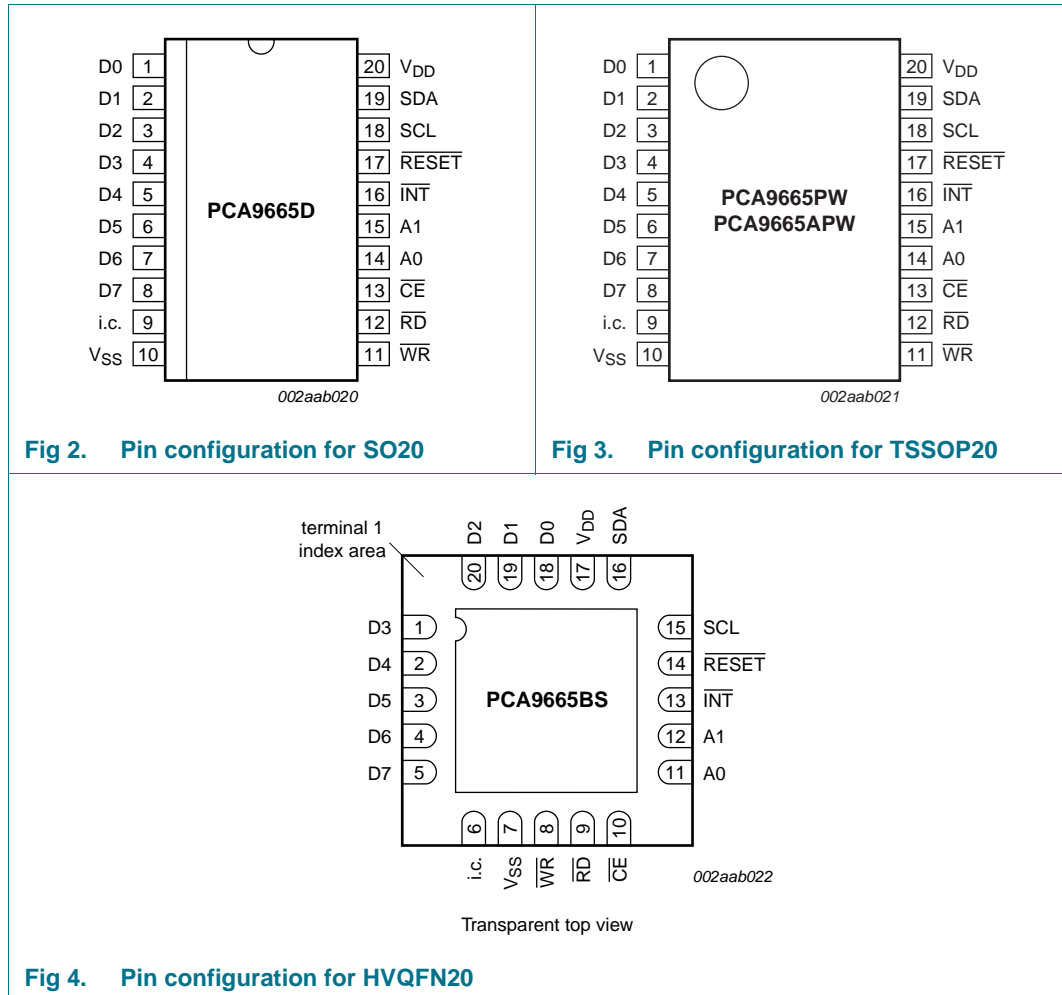 D0 1 20 VDD
D1 2 19 SDA
D2 3 18 SCL
D3 4 17 RESET
D4 5 16 INT
D5 6 15 A1
D6 7 14 A0
D7 8 13 CE
i.c. 9 12 RD
VSS 10 11 WR
PCA9665D
002aab020
Fig 2. Pin configuration for SO20
D0 1 20 VDD
D1 2 19 SDA
D2 3 18 SCL
D3 4 17 RESET
D4 5 16 INT
D5 6 15 A1
D6 7 14 A0
D7 8 13 CE
i.c. 9 12 RD
VSS 10 11 WR
PCA9665PW
PCA9665APW
002aab021
Fig 3. Pin configuration for TSSOP20
terminal 1
index area
D2 D1 D0 VDD SDA
20 19 18 17 16
D3 1 15 SCL
D4 2 14 RESET
D5 3 PCA9665BS 13 INT
D6 4 12 A1
D7 5 11 A0
6 7 8 9 10
i.c. VSS WR RD CE
002aab022
Transparent top view
Fig 4. Pin configuration for HVQFN20